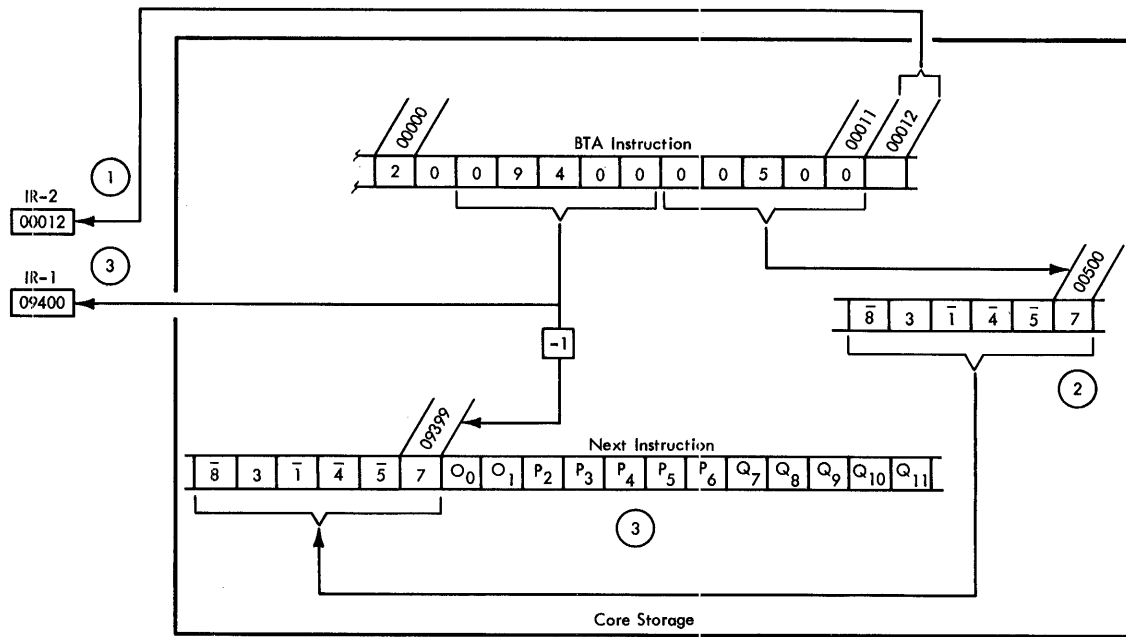 00000
00011
00012
BTA Instruction
2 0 0 9 4 0 0 0 0 5 0 0
1
IR-2
00012
3
IR-1
09400
00500
8̅ 3 1̅ 4̅ 5̅ 7
-1
2
09399
Next Instruction
8̅ 3 1̅ 4̅ 5̅ 7 O₀ O₁ P₂ P₃ P₄ P₅ P₆ Q₇ Q₈ Q₉ Q₁₀ Q₁₁
3
Core Storage